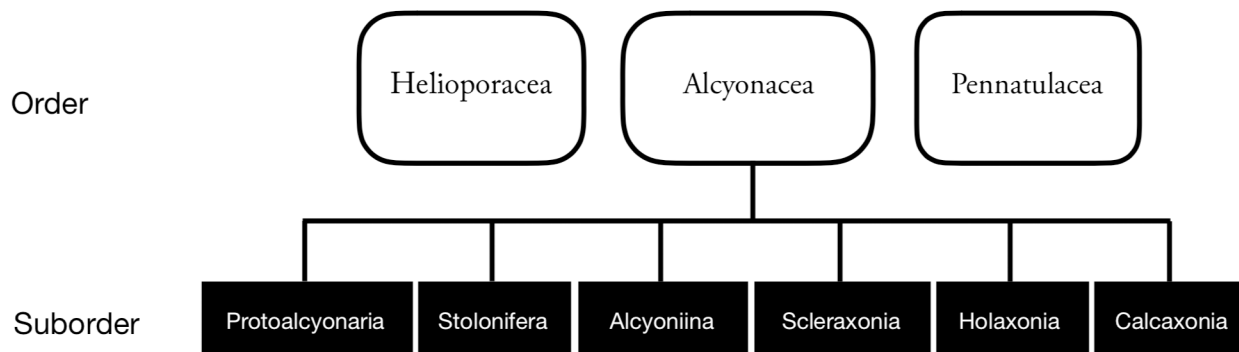 Order
Helioporacea
Alcyonacea
Pennatulacea
Suborder
Protoalcyonaria
Stolonifera
Alcyoniina
Scleraxonia
Holaxonia
Calcaxonia